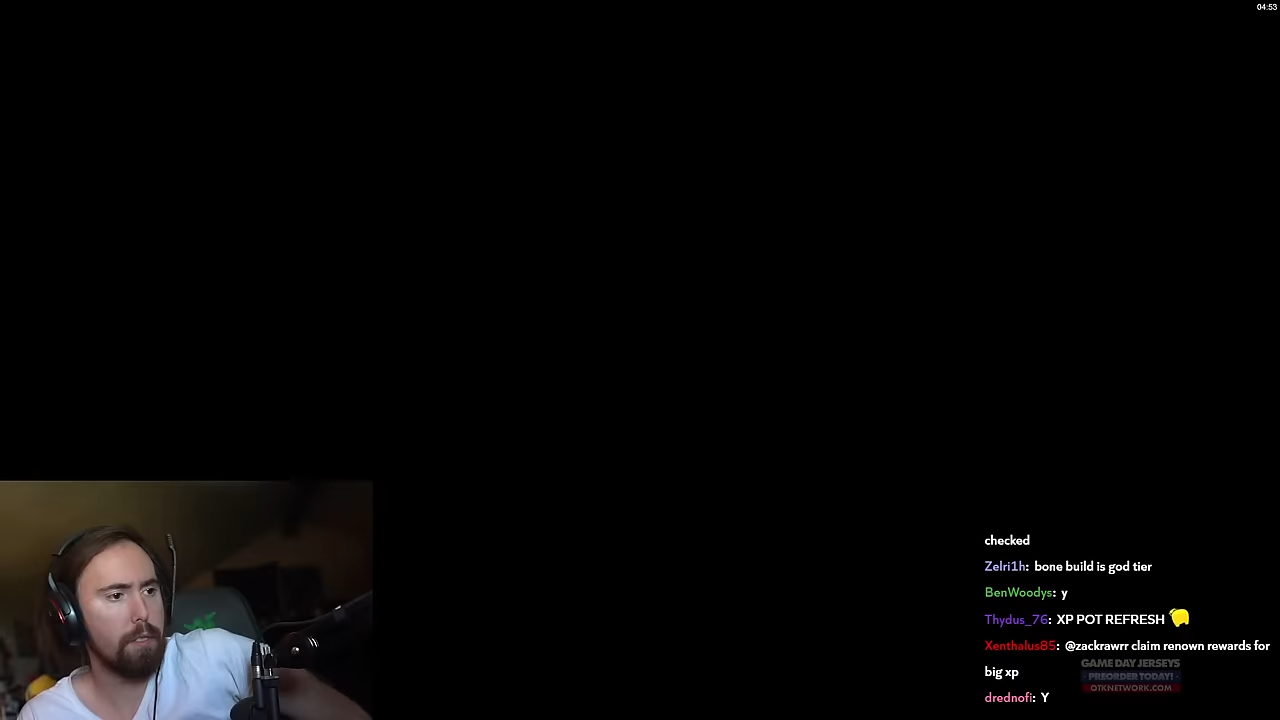 04:53
checked
Zelri1h: bone build is god tier
BenWoodys: y
Thydus_76: XP POT REFRESH
Xenthalus85: @zackrawrr claim renown rewards for
big xp
GAME DAY JERSEYS
- PREORDER TODAY! -
OTKNETWORK.COM
drednofi: Y